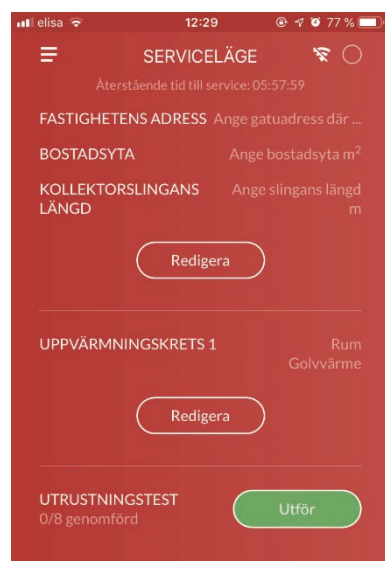 elisa 12:29 77 %
SERVICELÄGE
Återstående tid till service: 05:57:59
FASTIGHETENS ADRESS Ange gatuadress där ...
BOSTADSYTA Ange bostadsyta m²
KOLLEKTORSLINGANS Ange slingans längd
LÄNGD m
Redigera
UPPVÄRMNINGSKRETS 1 Rum
Golvvärme
Redigera
UTRUSTNINGSTEST
0/8 genomförd
Utför